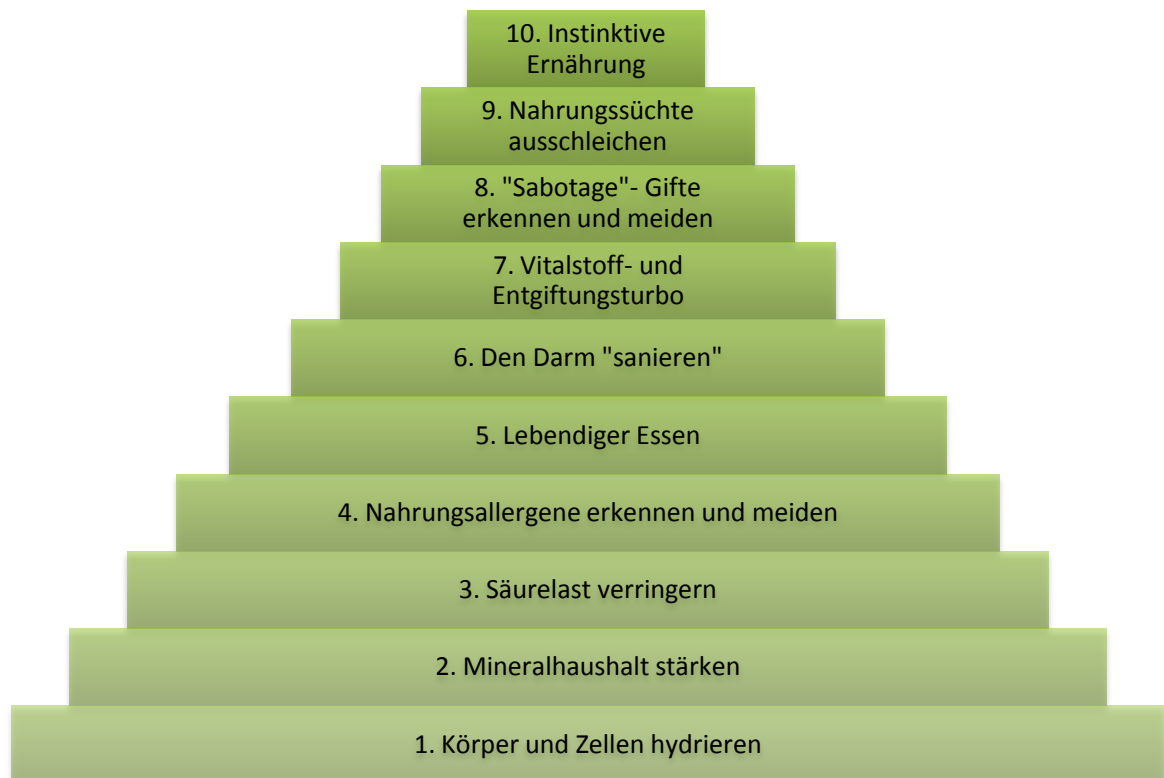 10. Instinktive
Ernährung
9. Nahrungssüchte
ausschleichen
8. "Sabotage"- Gifte
erkennen und meiden
7. Vitalstoff- und
Entgiftungsturbo
6. Den Darm "sanieren"
5. Lebendiger Essen
4. Nahrungsallergene erkennen und meiden
3. Säurelast verringern
2. Mineralhaushalt stärken
1. Körper und Zellen hydrieren